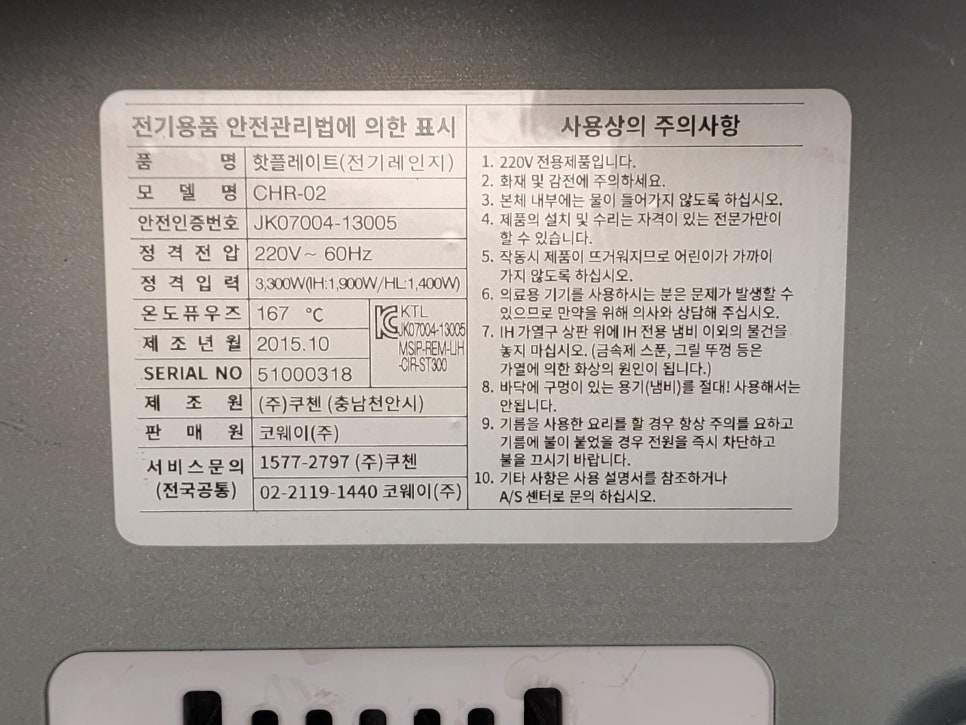 전기용품 안전관리법에 의한 표시
품 명 핫플레이트(전기레인지)
모 델 명 CHR-02
안전인증번호 JK07004-13005
정 격 전 압 220V~ 60Hz
정 격 입 력 3,300W(IH:1,900W/HL:1,400W)
온도퓨우즈 167 ℃
제 조 년 월 2015.10
SERIAL NO 51000318
KTL
JK07004-13005
MSIP-REM-LIH
-CIR-ST300
제 조 원 (주)쿠첸 (충남천안시)
판 매 원 코웨이(주)
서비스문의
(전국공통)
1577-2797 (주)쿠첸
02-2119-1440 코웨이(주)
사용상의 주의사항
1. 220V 전용제품입니다.
2. 화재 및 감전에 주의하세요.
3. 본체 내부에는 물이 들어가지 않도록 하십시오.
4. 제품의 설치 및 수리는 자격이 있는 전문가만이
할 수 있습니다.
5. 작동시 제품이 뜨거워지므로 어린이가 가까이
가지 않도록 하십시오.
6. 의료용 기기를 사용하시는 분은 문제가 발생할 수
있으므로 만약을 위해 의사와 상담해 주십시오.
7. IH 가열구 상판 위에 IH 전용 냄비 이외의 물건을
놓지 마십시오. (금속제 스푼, 그릴 뚜껑 등은
가열에 의한 화상의 원인이 됩니다.)
8. 바닥에 구멍이 있는 용기(냄비)를 절대! 사용해서는
안됩니다.
9. 기름을 사용한 요리를 할 경우 항상 주의를 요하고
기름에 불이 붙었을 경우 전원을 즉시 차단하고
불을 끄시기 바랍니다.
10. 기타 사항은 사용 설명서를 참조하거나
A/S 센터로 문의 하십시오.